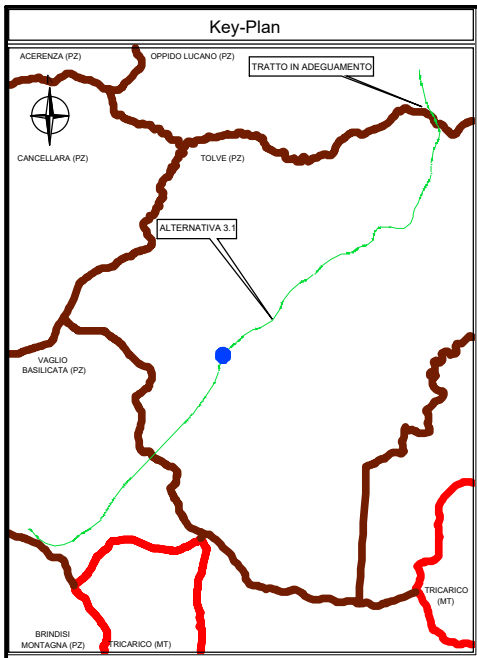 Key-Plan
ACERENZA (PZ)
OPPIDO LUCANO (PZ)
TRATTO IN ADEGUAMENTO
CANCELLARA (PZ)
TOLVE (PZ)
ALTERNATIVA 3.1
VAGLIO
BASILICATA (PZ)
TRICARICO
(MT)
BRINDISI
MONTAGNA (PZ)
TRICARICO (MT)